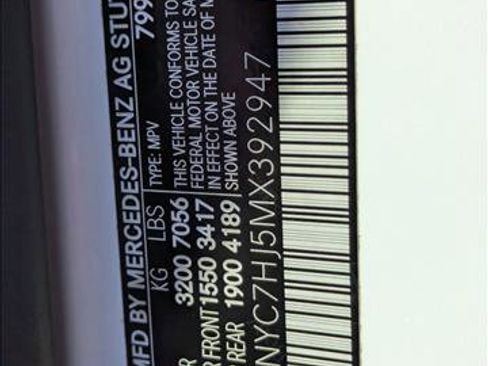 MFD BY MERCEDES-BENZ AG STU
799
KG LBS TYPE: MPV
3200 7056 THIS VEHICLE CONFORMS TO
FRONT 1550 3417 FEDERAL MOTOR VEHICLE SA
IN EFFECT ON THE DATE OF M
REAR 1900 4189 SHOWN ABOVE
NYC7HJ5MX392947